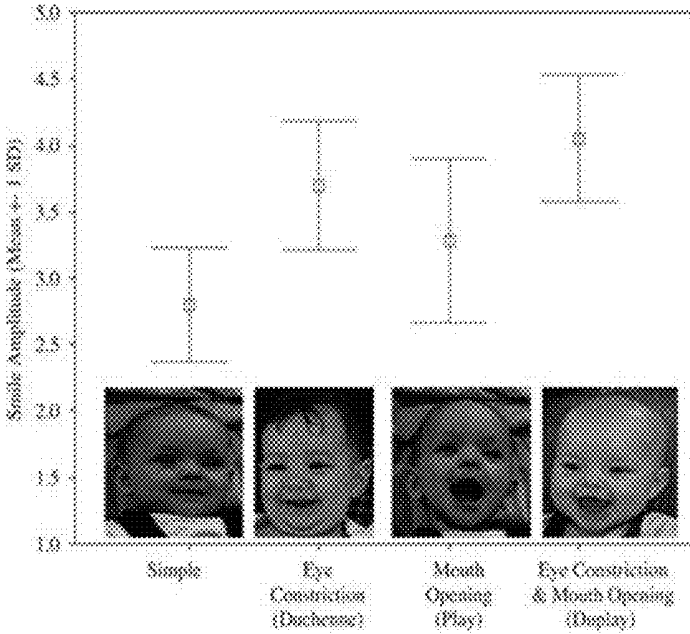 Smile Amplitude (Mean +- 1 SD)
5.0
4.5
4.0
3.5
3.0
2.5
2.0
1.5
1.0
Simple
Eye
Constriction
(Duchenne)
Mouth
Opening
(Play)
Eye Constriction
& Mouth Opening
(Duplay)